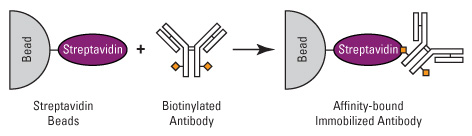 Bead
Streptavidin
+
Bead
Streptavidin
Streptavidin
Beads
Biotinylated
Antibody
Affinity-bound
Immobilized Antibody